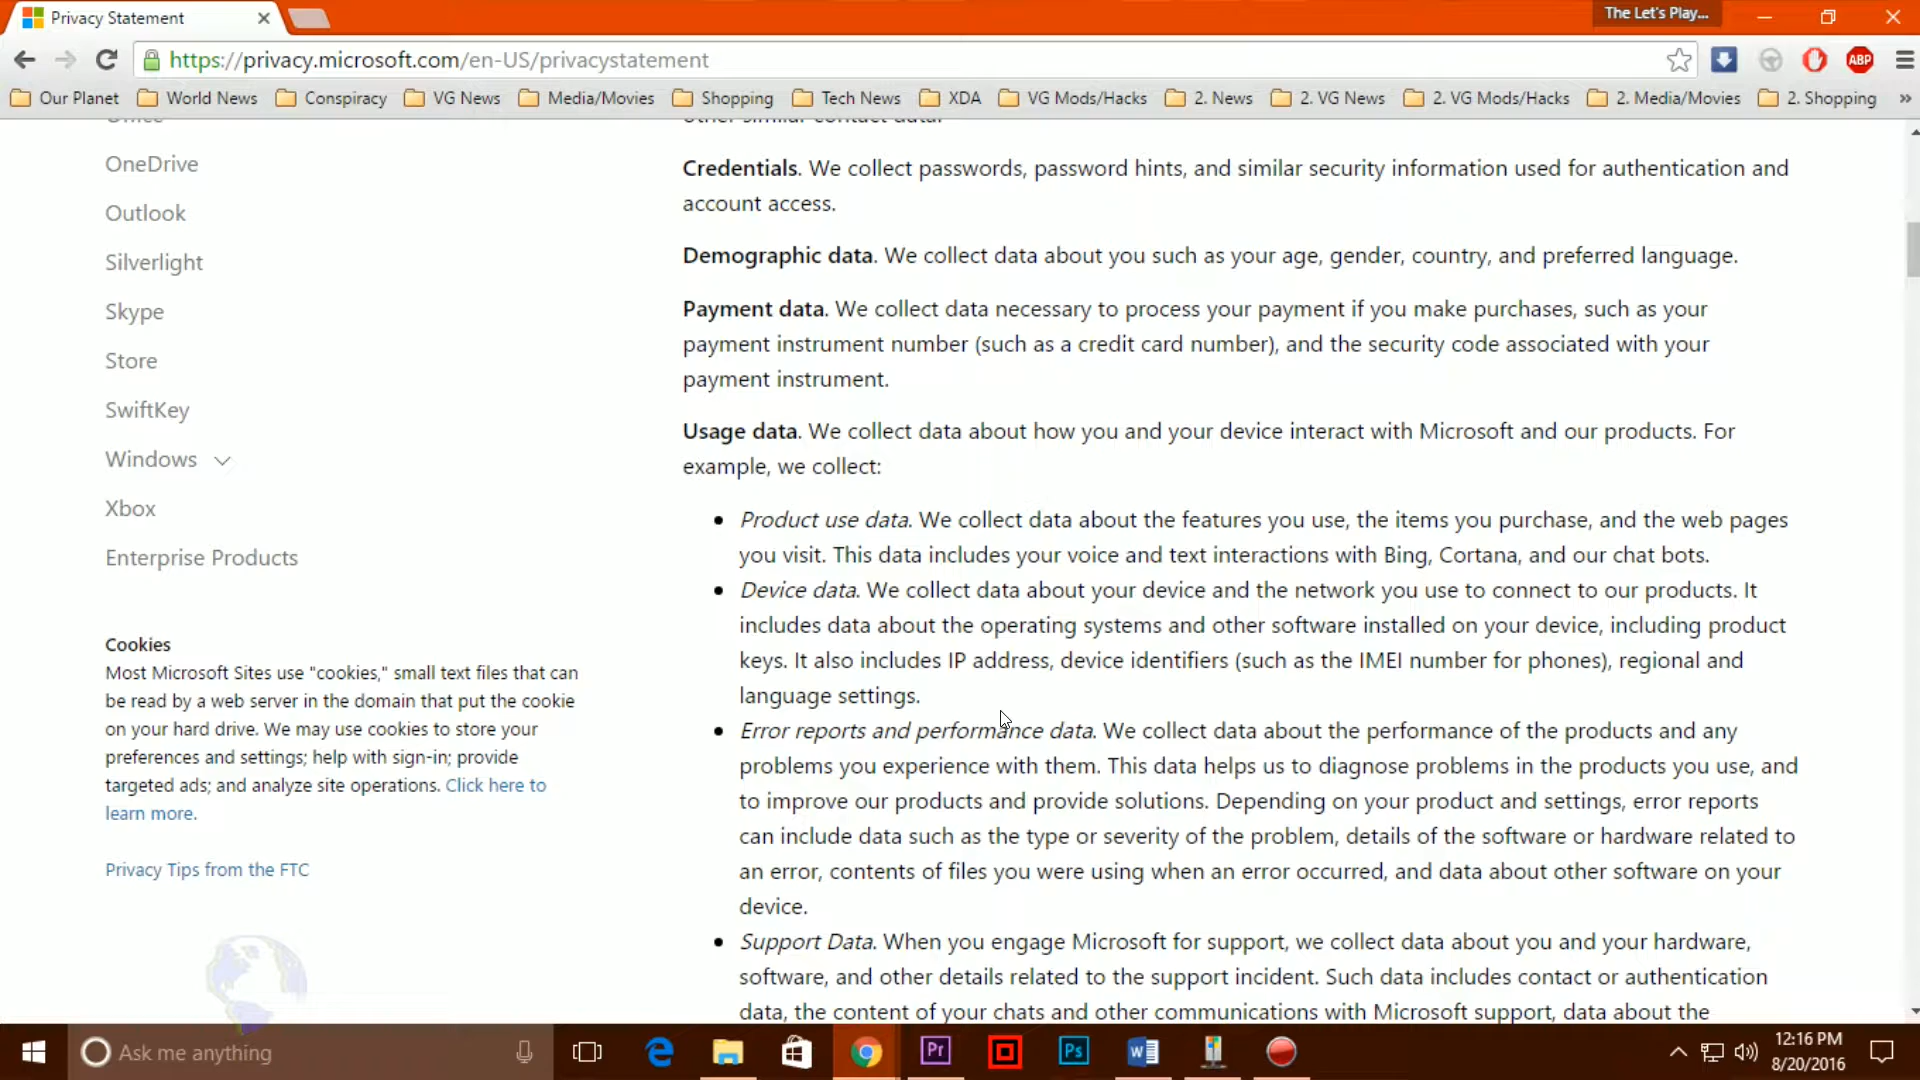 Privacy Statement
The Let's Play...
https://privacy.microsoft.com/en-US/privacystatement
ABP
Our Planet
World News
Conspiracy
VG News
Media/Movies
Shopping
Tech News
XDA
VG Mods/Hacks
2. News
2. VG News
2. VG Mods/Hacks
2. Media/Movies
2. Shopping
»
Office
OneDrive
Outlook
Silverlight
Skype
Store
SwiftKey
Windows
Xbox
Enterprise Products
Cookies
Most Microsoft Sites use "cookies," small text files that can
be read by a web server in the domain that put the cookie
on your hard drive. We may use cookies to store your
preferences and settings; help with sign-in; provide
targeted ads; and analyze site operations. Click here to
learn more.
Privacy Tips from the FTC
other similar contact data.
Credentials. We collect passwords, password hints, and similar security information used for authentication and
account access.
Demographic data. We collect data about you such as your age, gender, country, and preferred language.
Payment data. We collect data necessary to process your payment if you make purchases, such as your
payment instrument number (such as a credit card number), and the security code associated with your
payment instrument.
Usage data. We collect data about how you and your device interact with Microsoft and our products. For
example, we collect:
• Product use data. We collect data about the features you use, the items you purchase, and the web pages
you visit. This data includes your voice and text interactions with Bing, Cortana, and our chat bots.
• Device data. We collect data about your device and the network you use to connect to our products. It
includes data about the operating systems and other software installed on your device, including product
keys. It also includes IP address, device identifiers (such as the IMEI number for phones), regional and
language settings.
• Error reports and performance data. We collect data about the performance of the products and any
problems you experience with them. This data helps us to diagnose problems in the products you use, and
to improve our products and provide solutions. Depending on your product and settings, error reports
can include data such as the type or severity of the problem, details of the software or hardware related to
an error, contents of files you were using when an error occurred, and data about other software on your
device.
• Support Data. When you engage Microsoft for support, we collect data about you and your hardware,
software, and other details related to the support incident. Such data includes contact or authentication
data, the content of your chats and other communications with Microsoft support, data about the
Ask me anything
Pr
Ps
12:16 PM
8/20/2016